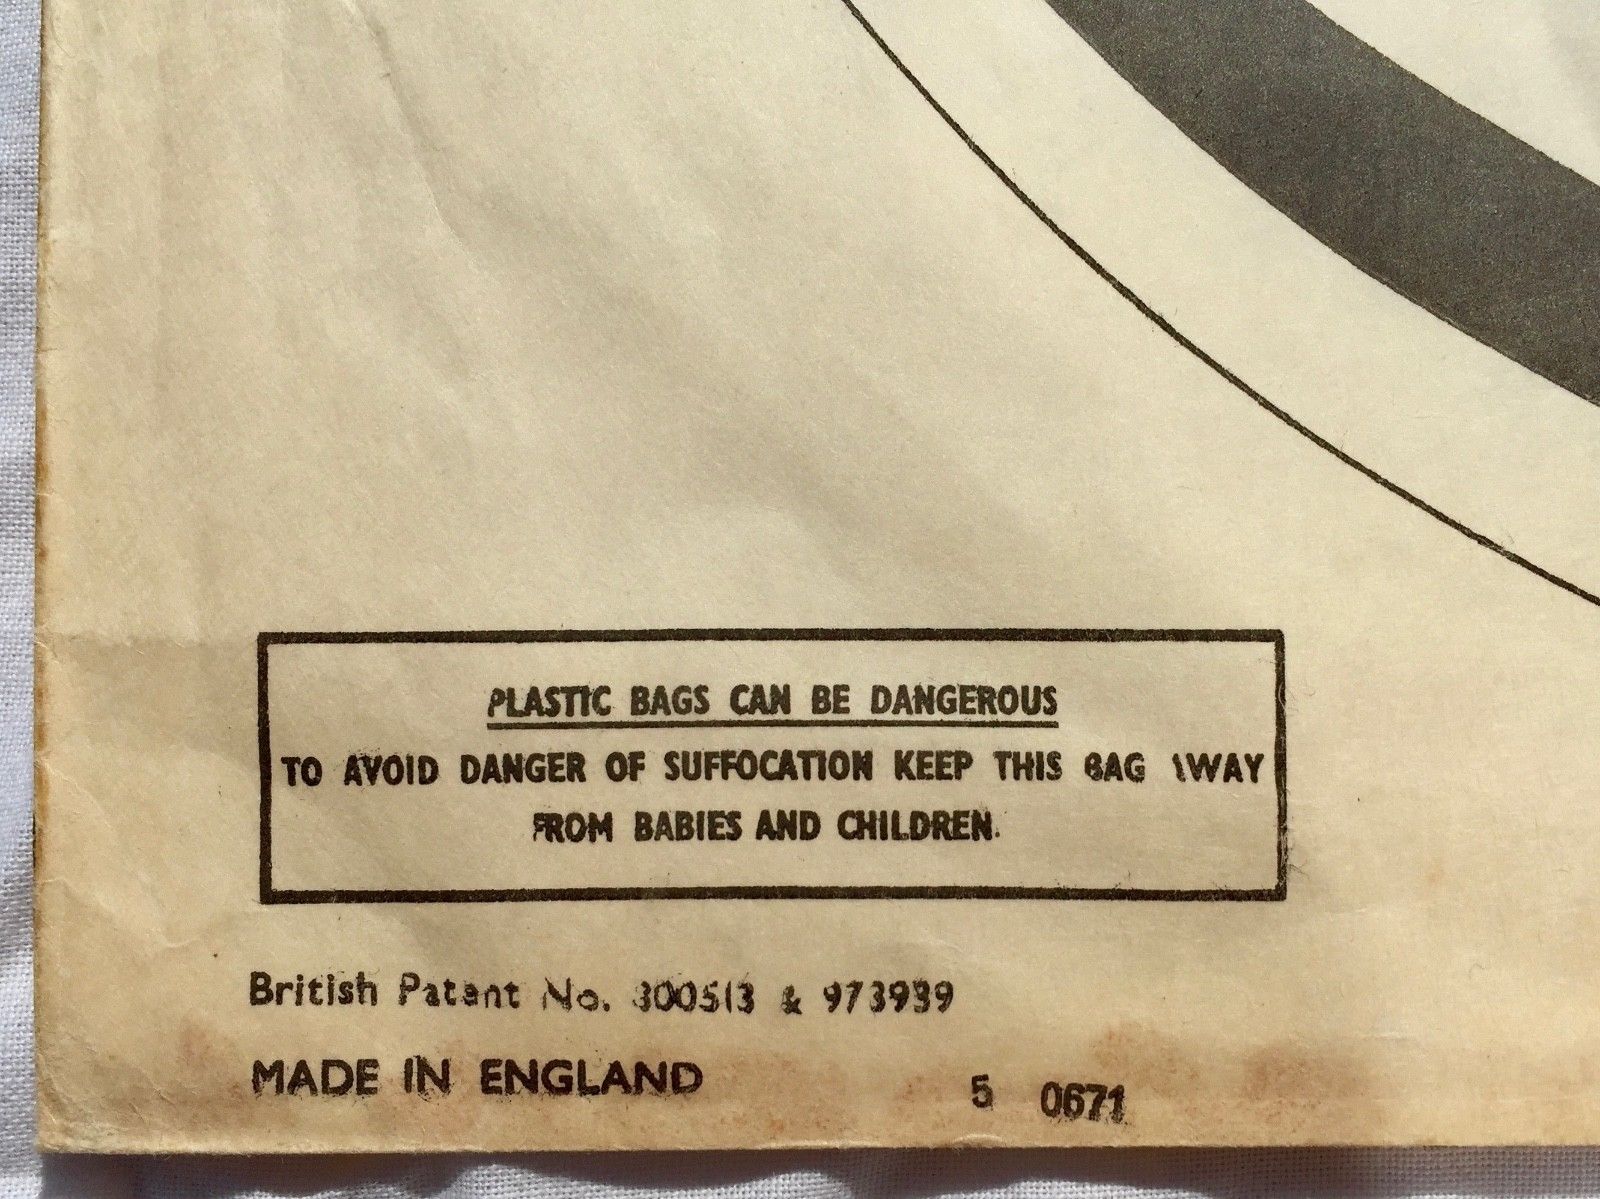 PLASTIC BAGS CAN BE DANGEROUS
TO AVOID DANGER OF SUFFOCATION KEEP THIS BAG AWAY
FROM BABIES AND CHILDREN.
British Patent No. 800513 & 973939
MADE IN ENGLAND
5 0671